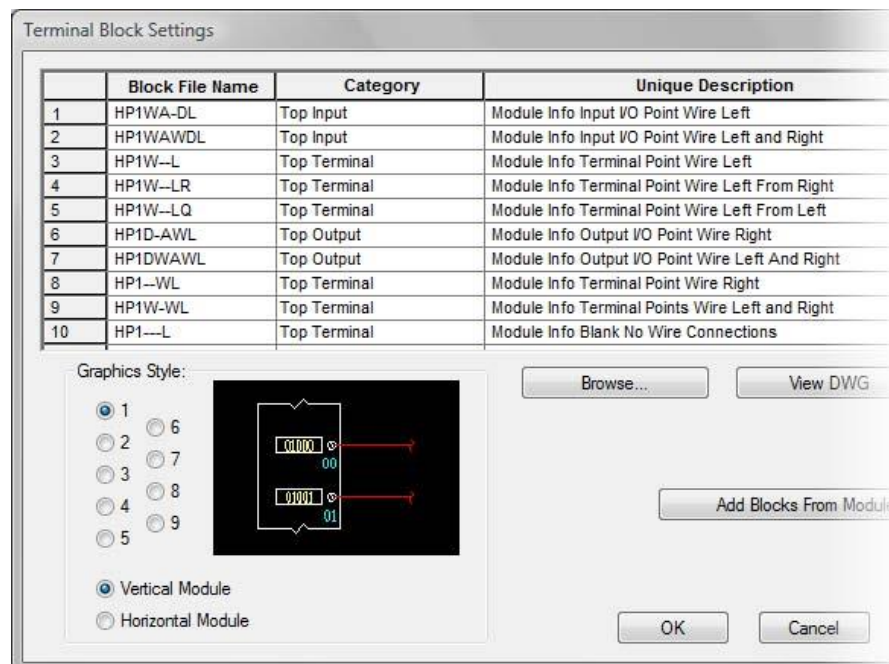 Terminal Block Settings
Block File Name Category Unique Description
1 HP1WA-DL Top Input Module Info Input I/O Point Wire Left
2 HP1WAWDL Top Input Module Info Input I/O Point Wire Left and Right
3 HP1W--L Top Terminal Module Info Terminal Point Wire Left
4 HP1W--LR Top Terminal Module Info Terminal Point Wire Left From Right
5 HP1W--LQ Top Terminal Module Info Terminal Point Wire Left From Left
6 HP1D-AWL Top Output Module Info Output I/O Point Wire Right
7 HP1DWAWL Top Output Module Info Output I/O Point Wire Left And Right
8 HP1--WL Top Terminal Module Info Terminal Point Wire Right
9 HP1W-WL Top Terminal Module Info Terminal Points Wire Left and Right
10 HP1---L Top Terminal Module Info Blank No Wire Connections
Graphics Style:
Browse... View DWG
1
6
2
7
3
8
4
9
5
01000
00
01001
01
Add Blocks From Module
Vertical Module
Horizontal Module
OK Cancel